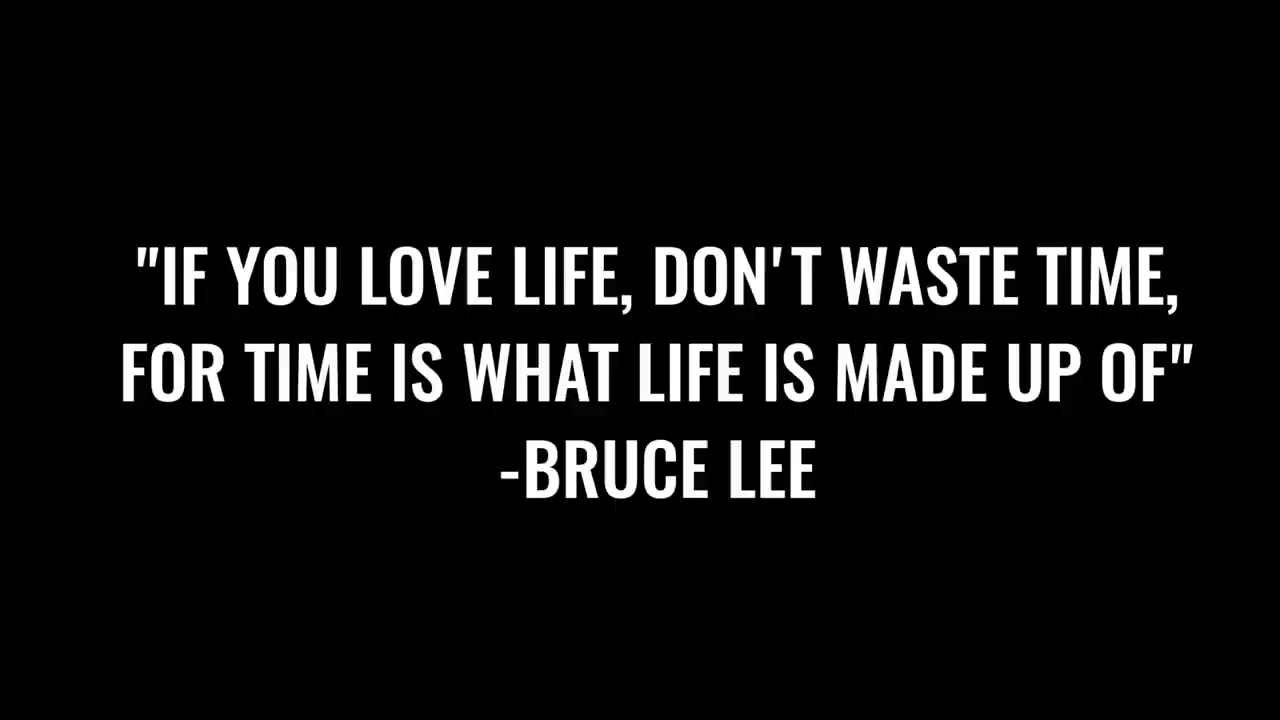 "IF YOU LOVE LIFE, DON'T WASTE TIME,
FOR TIME IS WHAT LIFE IS MADE UP OF"
-BRUCE LEE